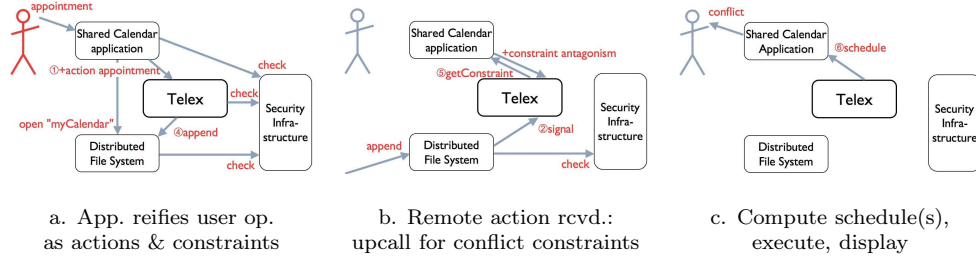 appointment
Shared Calendar
application
①+action appointment
check
Telex
check
open "myCalendar"
④append
Distributed
File System
check
Security
Infra-
structure
a. App. reifies user op.
as actions & constraints
Shared Calendar
application
+constraint antagonism
⑤getConstraint
Telex
②signal
append
Distributed
File System
check
Security
Infra-
structure
b. Remote action rcvd.:
upcall for conflict constraints
conflict
Shared Calendar
Application
⑥schedule
Telex
Distributed
File System
Security
Infra-
structure
c. Compute schedule(s),
execute, display